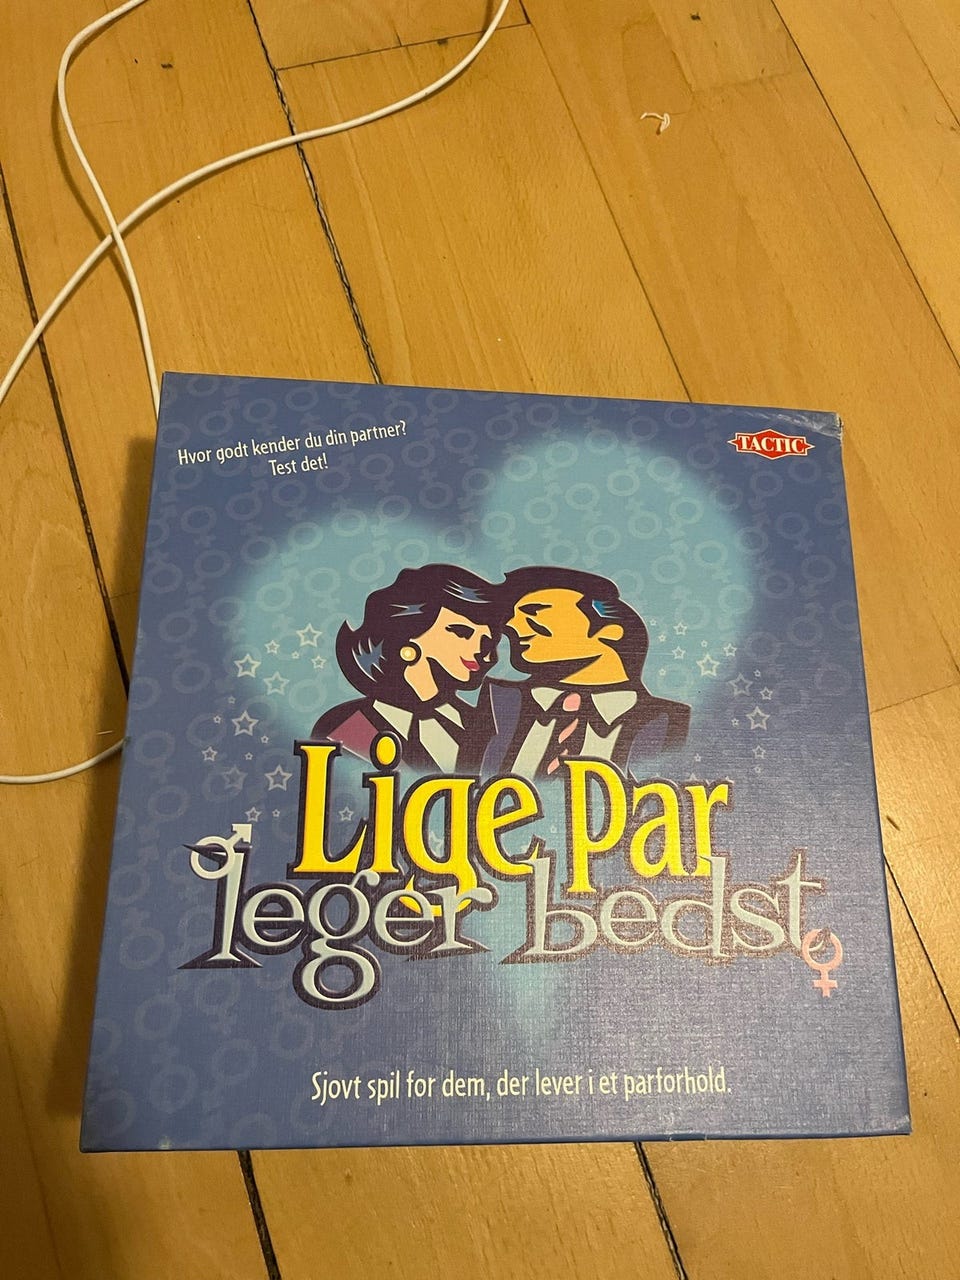 Hvor godt kender du din partner?
Test det!
TACTIC
Lige Par
leger bedst
Sjovt spil for dem, der lever i et parforhold.